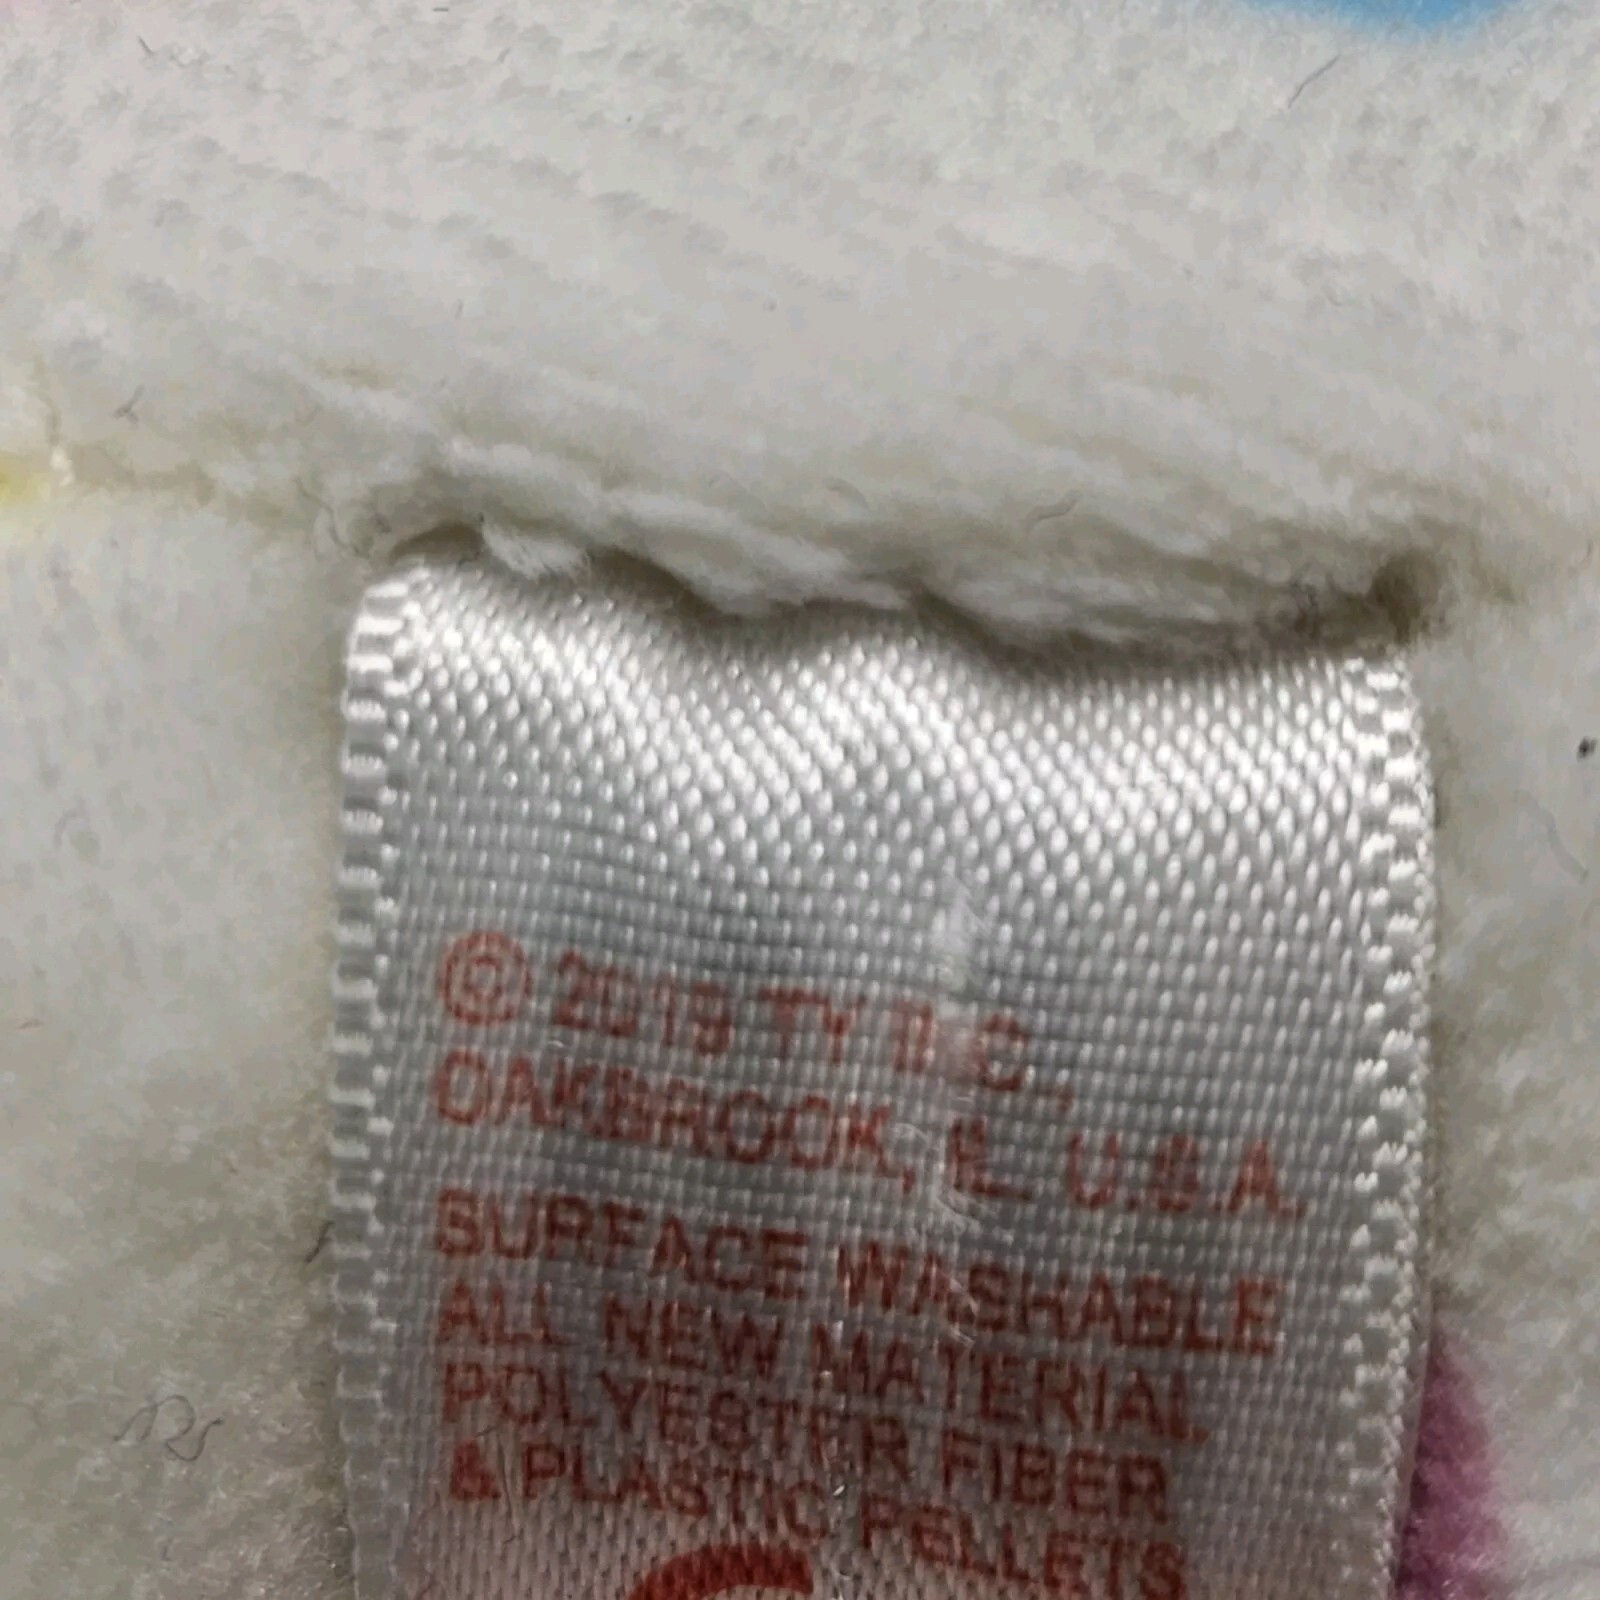 © 2019 TY INC.,
OAKBROOK, IL. U.S.A.
SURFACE WASHABLE
ALL NEW MATERIAL
POLYESTER FIBER
& PLASTIC PELLETS